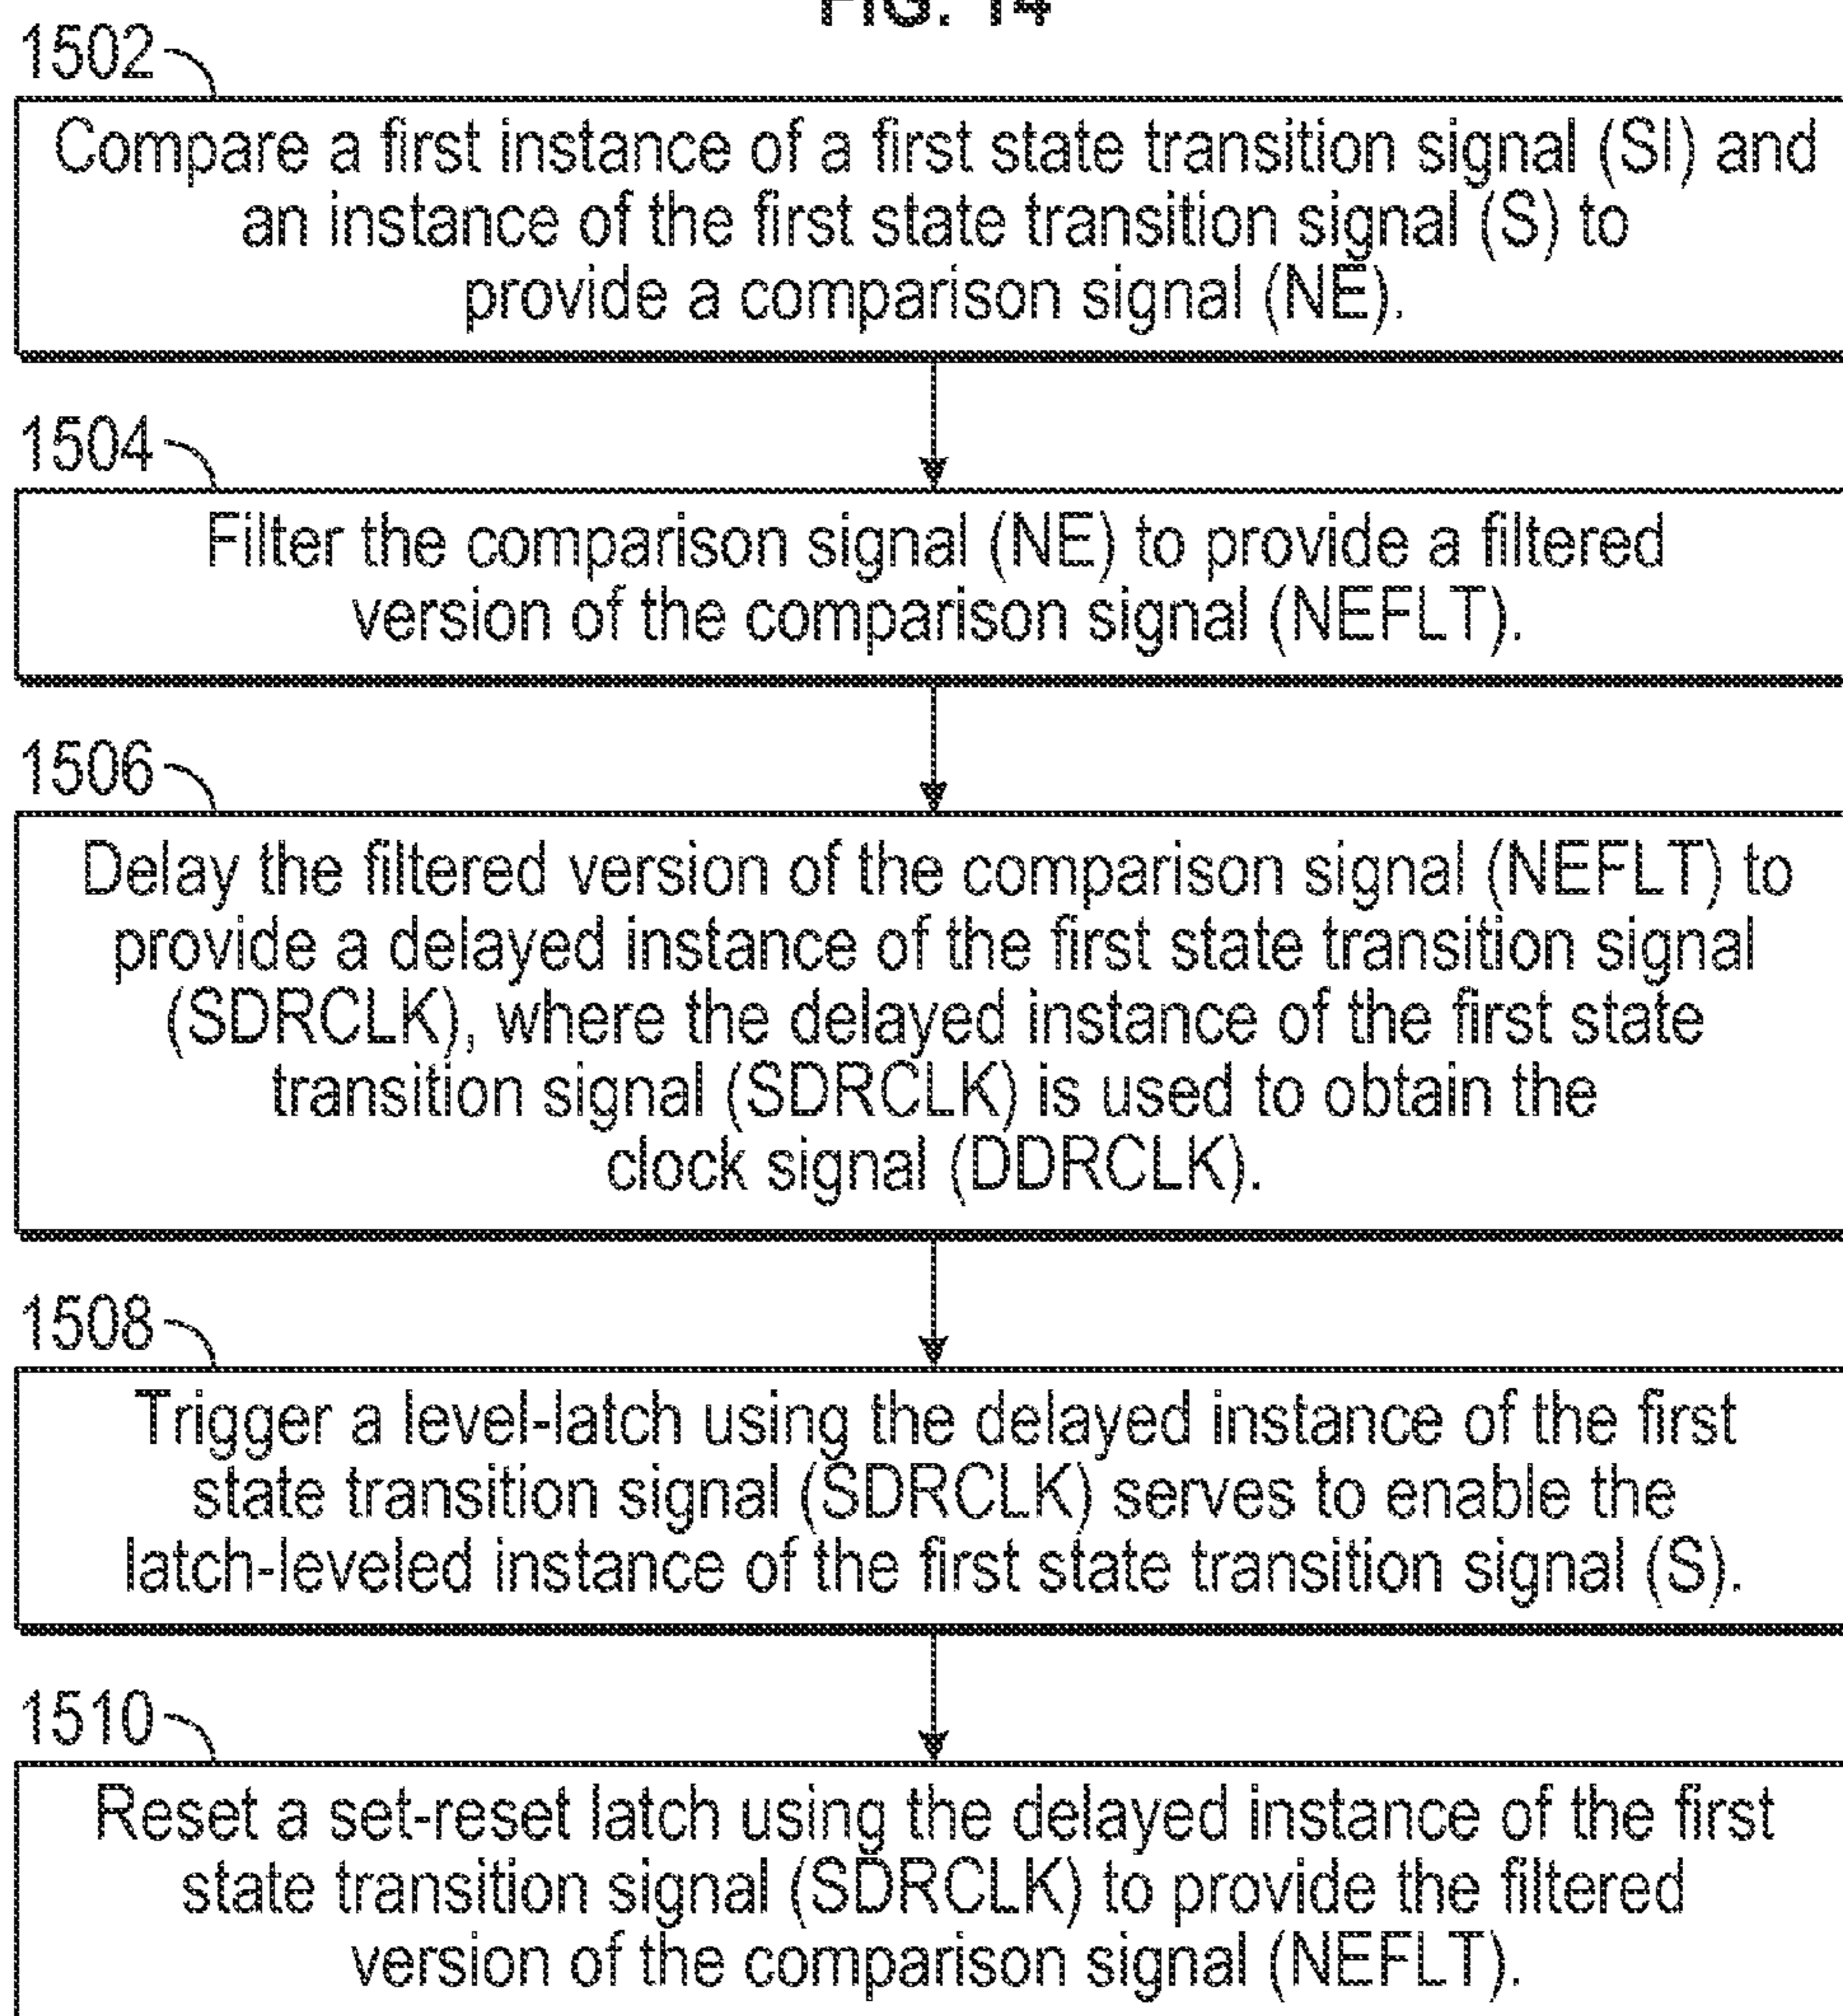 FIG. 14
1502
Compare a first instance of a first state transition signal (SI) and
an instance of the first state transition signal (S) to
provide a comparison signal (NE).
1504
Filter the comparison signal (NE) to provide a filtered
version of the comparison signal (NEFLT).
1506
Delay the filtered version of the comparison signal (NEFLT) to
provide a delayed instance of the first state transition signal
(SDRCLK), where the delayed instance of the first state
transition signal (SDRCLK) is used to obtain the
clock signal (DDRCLK).
1508
Trigger a level-latch using the delayed instance of the first
state transition signal (SDRCLK) serves to enable the
latch-leveled instance of the first state transition signal (S).
1510
Reset a set-reset latch using the delayed instance of the first
state transition signal (SDRCLK) to provide the filtered
version of the comparison signal (NEFLT).